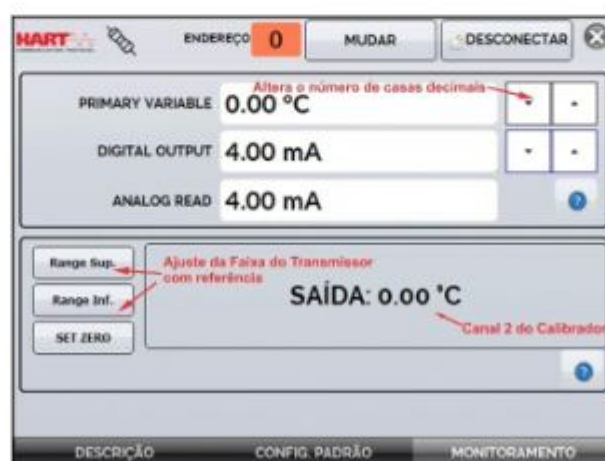 HART
ENDEREÇO 0 MUDAR DESCONECTAR
Altera o número de casas decimais
PRIMARY VARIABLE 0.00 °C
DIGITAL OUTPUT 4.00 mA
ANALOG READ 4.00 mA
?
Range Sup.
Ajuste da Faixa do Transmissor
com referência
Range Inf.
SAÍDA: 0.00 °C
Canal 2 do Calibrador
SET ZERO
?
DESCRIÇÃO CONFIG. PADRÃO MONITORAMENTO